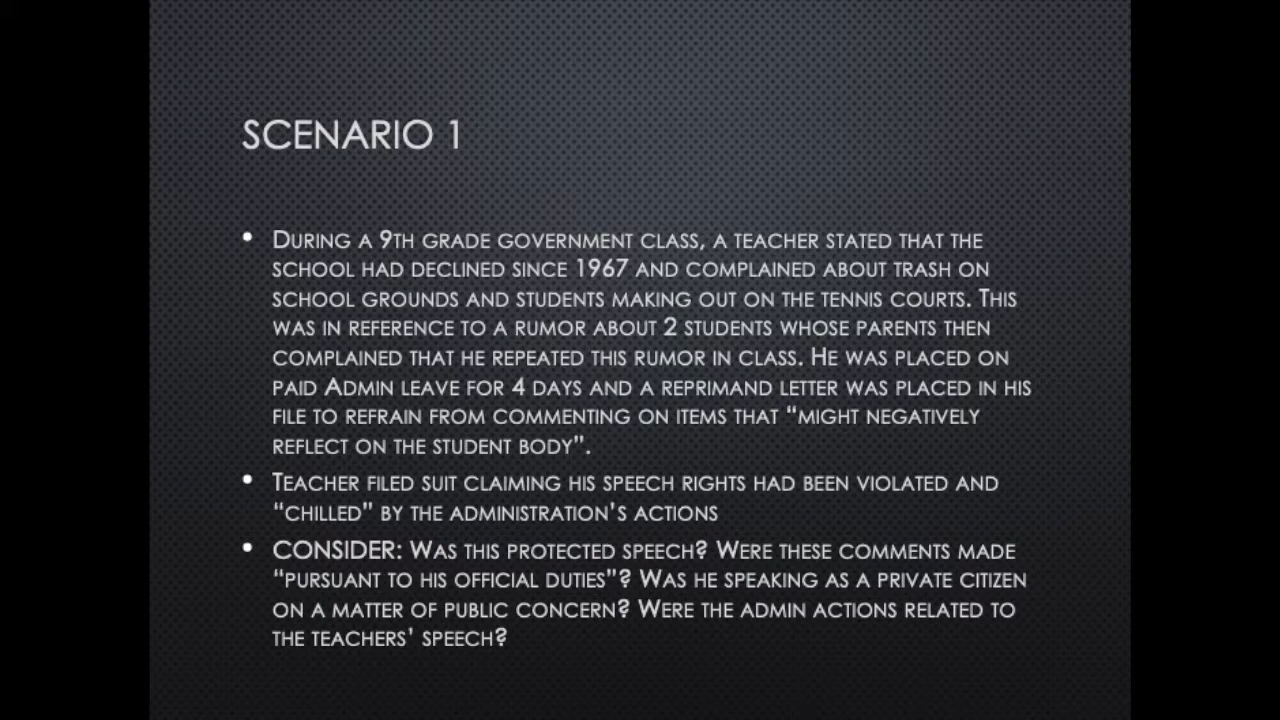 SCENARIO 1
• DURING A 9TH GRADE GOVERNMENT CLASS, A TEACHER STATED THAT THE
SCHOOL HAD DECLINED SINCE 1967 AND COMPLAINED ABOUT TRASH ON
SCHOOL GROUNDS AND STUDENTS MAKING OUT ON THE TENNIS COURTS. THIS
WAS IN REFERENCE TO A RUMOR ABOUT 2 STUDENTS WHOSE PARENTS THEN
COMPLAINED THAT HE REPEATED THIS RUMOR IN CLASS. HE WAS PLACED ON
PAID ADMIN LEAVE FOR 4 DAYS AND A REPRIMAND LETTER WAS PLACED IN HIS
FILE TO REFRAIN FROM COMMENTING ON ITEMS THAT “MIGHT NEGATIVELY
REFLECT ON THE STUDENT BODY”.
• TEACHER FILED SUIT CLAIMING HIS SPEECH RIGHTS HAD BEEN VIOLATED AND
“CHILLED” BY THE ADMINISTRATION’S ACTIONS
• CONSIDER: WAS THIS PROTECTED SPEECH? WERE THESE COMMENTS MADE
“PURSUANT TO HIS OFFICIAL DUTIES”? WAS HE SPEAKING AS A PRIVATE CITIZEN
ON A MATTER OF PUBLIC CONCERN? WERE THE ADMIN ACTIONS RELATED TO
THE TEACHERS’ SPEECH?